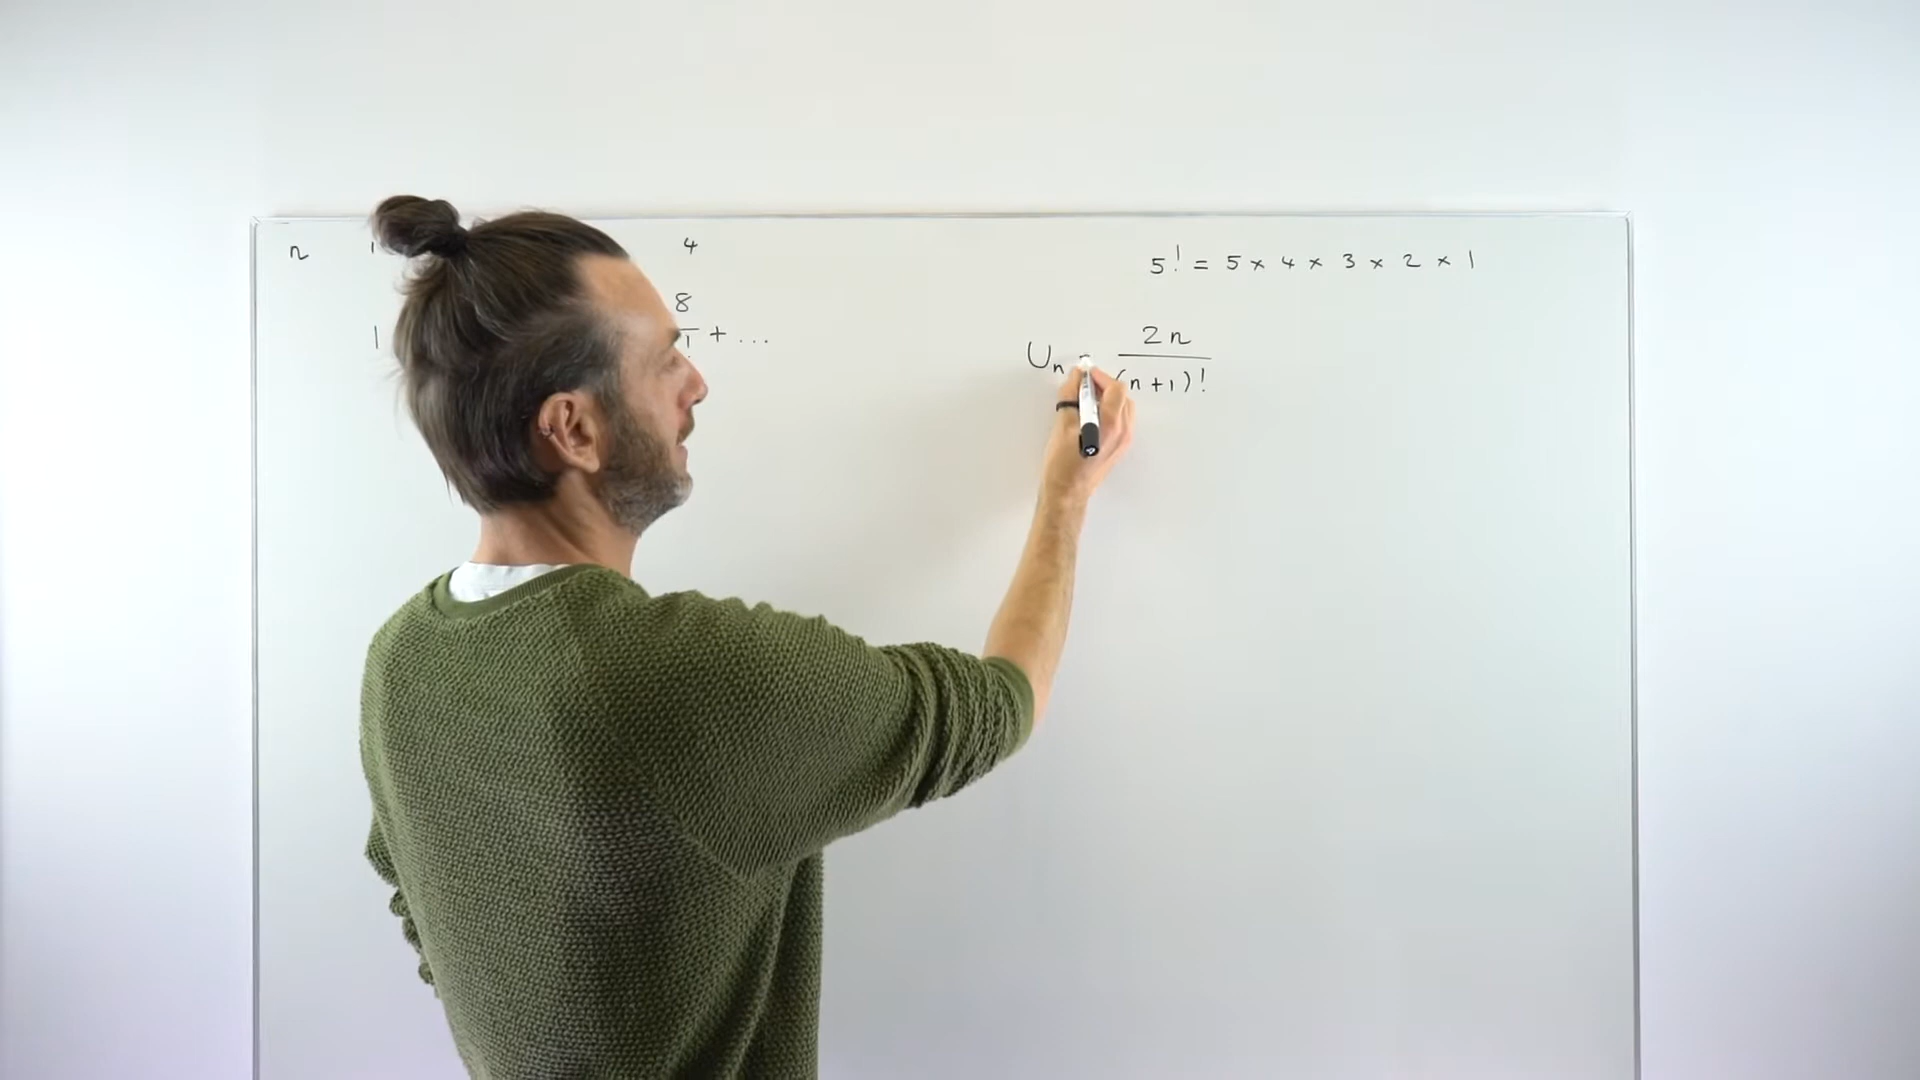 n 1 4
5! = 5 × 4 × 3 × 2 × 1
1 8/! + ...
Uₙ = 2n/(n+1)!